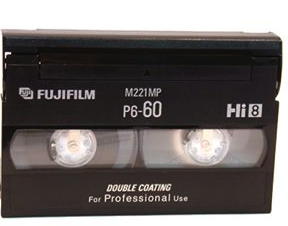 FUJIFILM
M221MP
P6-60
Hi8
DOUBLE COATING
For Professional Use